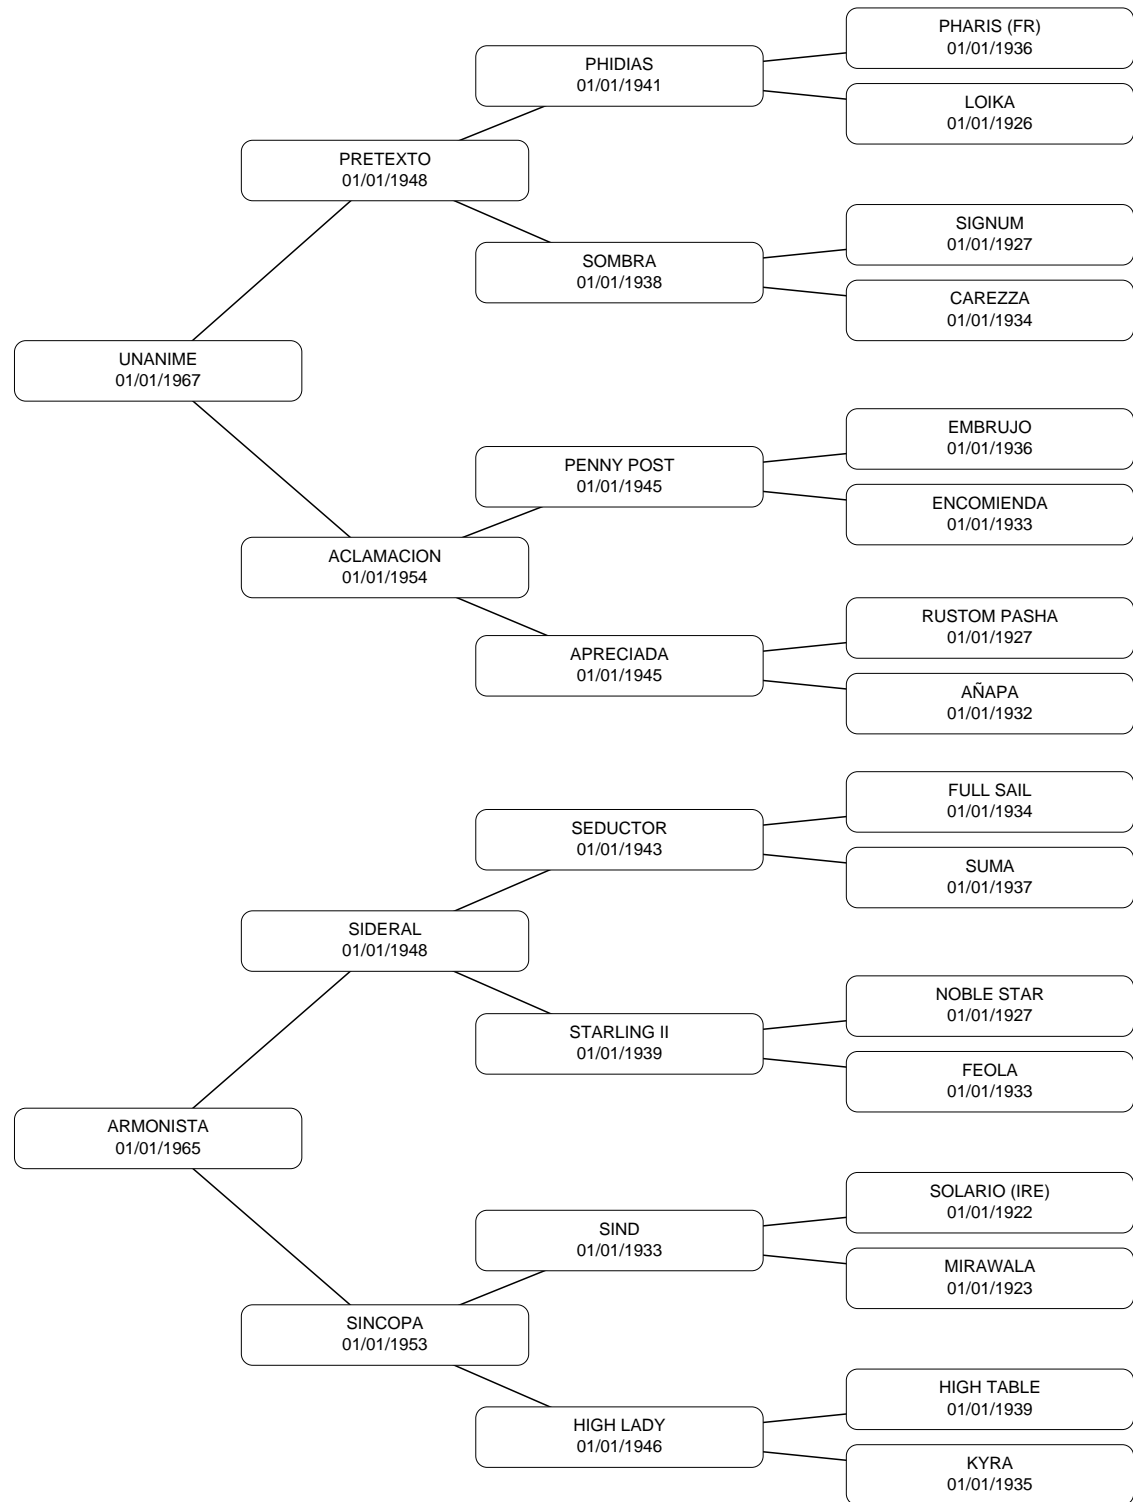 PHARIS (FR)
01/01/1936
PHIDIAS
01/01/1941
LOIKA
01/01/1926
PRETEXTO
01/01/1948
SIGNUM
01/01/1927
SOMBRA
01/01/1938
CAREZZA
01/01/1934
UNANIME
01/01/1967
EMBRUJO
01/01/1936
PENNY POST
01/01/1945
ENCOMIENDA
01/01/1933
ACLAMACION
01/01/1954
RUSTOM PASHA
01/01/1927
APRECIADA
01/01/1945
AÑAPA
01/01/1932
FULL SAIL
01/01/1934
SEDUCTOR
01/01/1943
SUMA
01/01/1937
SIDERAL
01/01/1948
NOBLE STAR
01/01/1927
STARLING II
01/01/1939
FEOLA
01/01/1933
ARMONISTA
01/01/1965
SOLARIO (IRE)
01/01/1922
SIND
01/01/1933
MIRAWALA
01/01/1923
SINCOPA
01/01/1953
HIGH TABLE
01/01/1939
HIGH LADY
01/01/1946
KYRA
01/01/1935